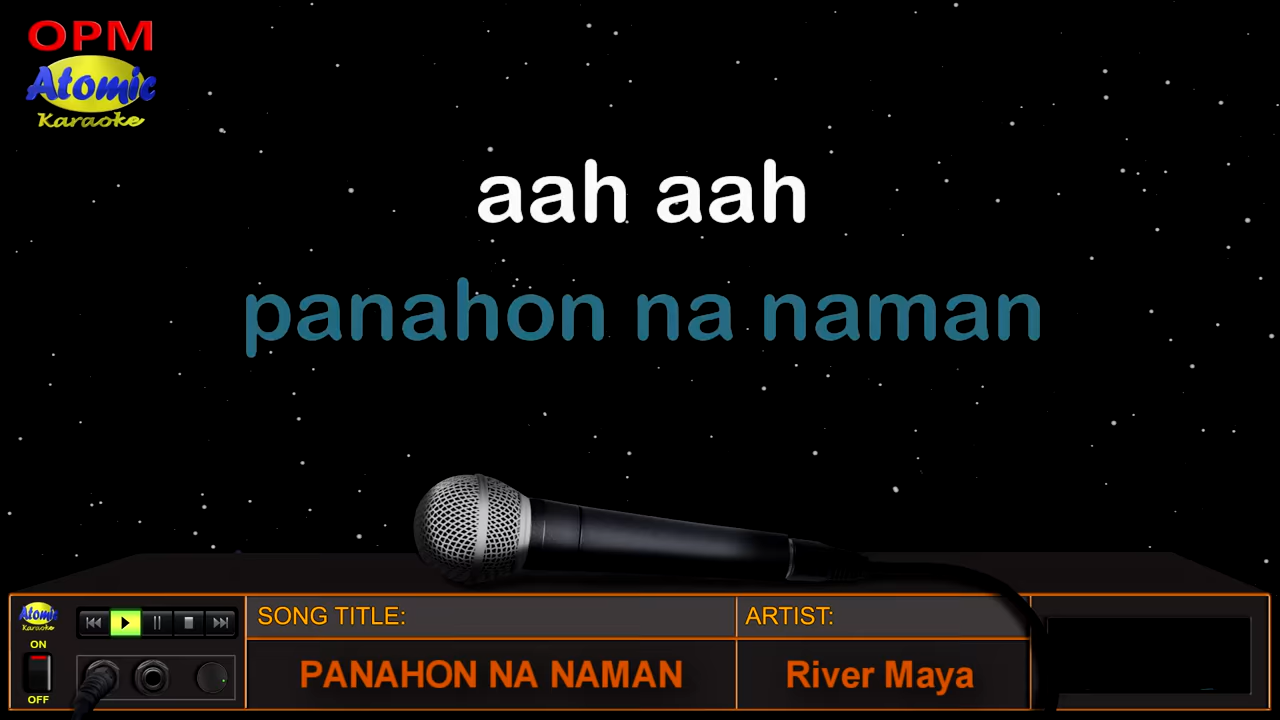 OPM
Atomic
Karaoke
aah aah
panahon na naman
Atomic
Karaoke
ON
OFF
SONG TITLE:
ARTIST:
PANAHON NA NAMAN
River Maya